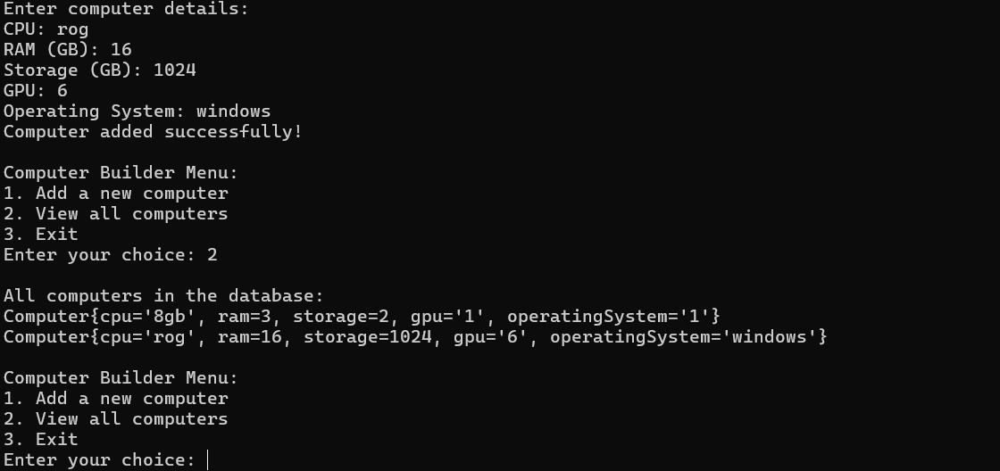 Enter computer details:
CPU: rog
RAM (GB): 16
Storage (GB): 1024
GPU: 6
Operating System: windows
Computer added successfully!
Computer Builder Menu:
1. Add a new computer
2. View all computers
3. Exit
Enter your choice: 2
All computers in the database:
Computer{cpu='8gb', ram=3, storage=2, gpu='1', operatingSystem='1'}
Computer{cpu='rog', ram=16, storage=1024, gpu='6', operatingSystem='windows'}
Computer Builder Menu:
1. Add a new computer
2. View all computers
3. Exit
Enter your choice: